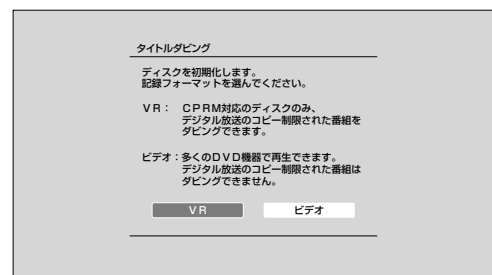 タイトルダビング
ディスクを初期化します。
記録フォーマットを選んでください。
ＶＲ： ＣＰＲＭ対応のディスクのみ、
デジタル放送のコピー制限された番組を
ダビングできます。
ビデオ：多くのＤＶＤ機器で再生できます。
デジタル放送のコピー制限された番組は
ダビングできません。
ＶＲ
ビデオ